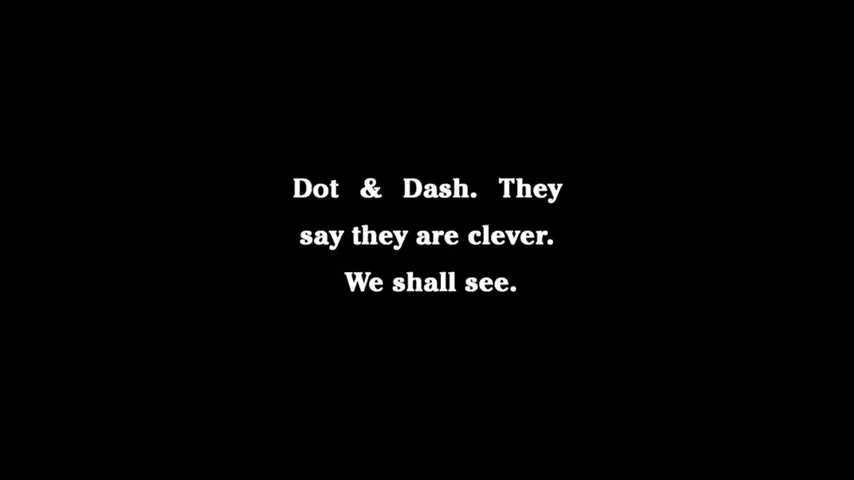 Dot & Dash. They
say they are clever.
We shall see.